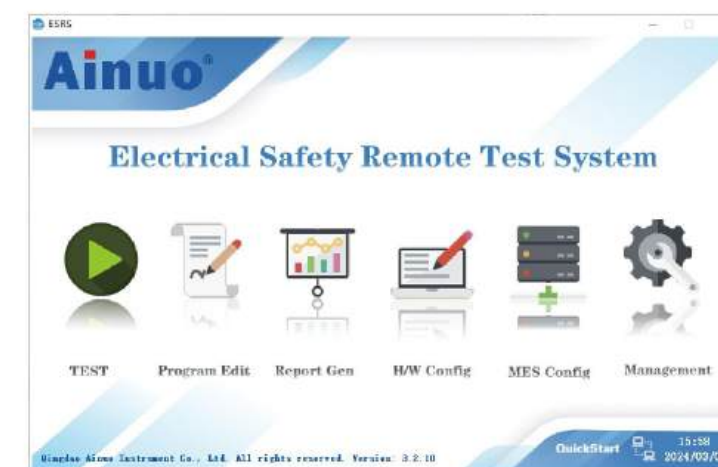 ESRS
Ainuo®
Electrical Safety Remote Test System
TEST Program Edit Report Gen H/W Config MES Config Management
Qingdao Ainuo Instrument Co., Ltd. All rights reserved. Version: 3.2.10
QuickStart
15:58
2024/03/0